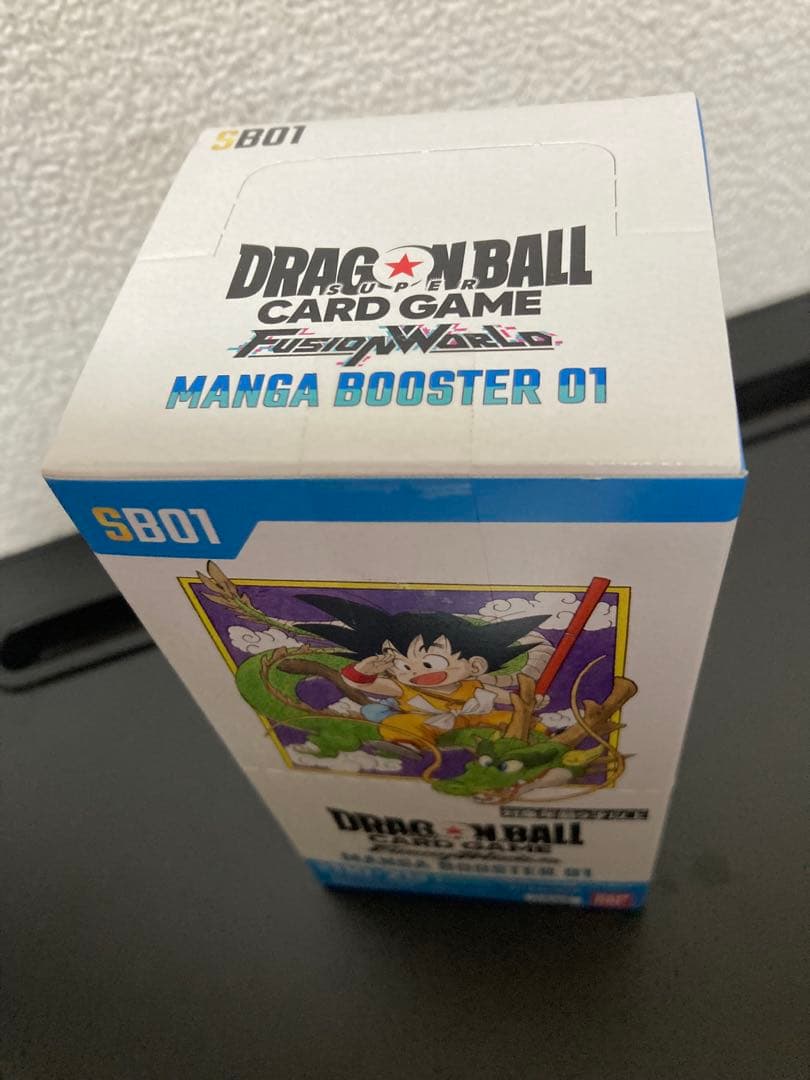 SB01
DRAGON BALL
SUPER
CARD GAME
FUSION WORLD
MANGA BOOSTER 01
SB01
DRAGON BALL
CARD GAME
MANGA BOOSTER 01